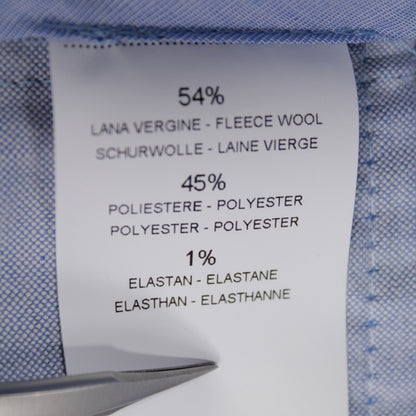 54%
LANA VERGINE - FLEECE WOOL
SCHURWOLLE - LAINE VIERGE
45%
POLIESTERE - POLYESTER
POLYESTER - POLYESTER
1%
ELASTAN - ELASTANE
ELASTHAN - ELASTHANNE